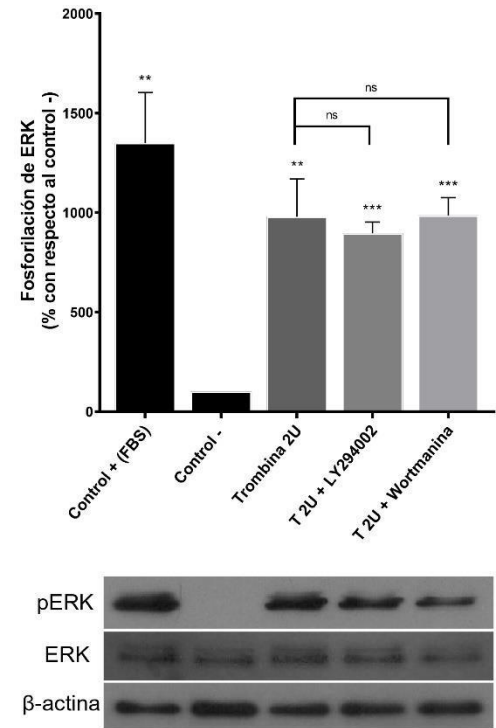 2000
1500
1000
500
0
Fosforilación de ERK
(% con respecto al control -)
**
**
***
***
ns
ns
Control + (FBS)
Control -
Trombina 2U
T 2U + LY294002
T 2U + Wortmanina
pERK
ERK
β-actina